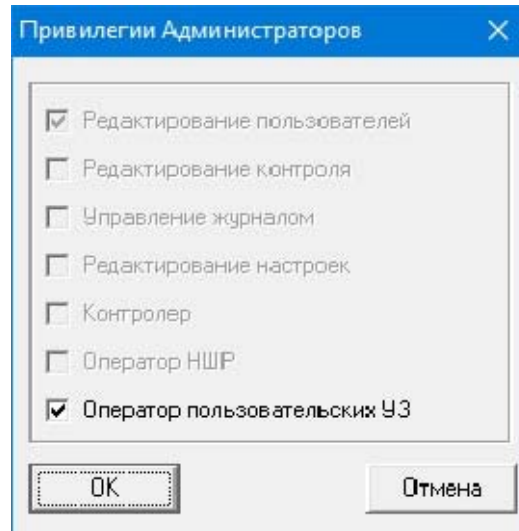 Привилегии Администраторов
Редактирование пользователей
Редактирование контроля
Управление журналом
Редактирование настроек
Контролер
Оператор НШР
Оператор пользовательских УЗ
OK
Отмена